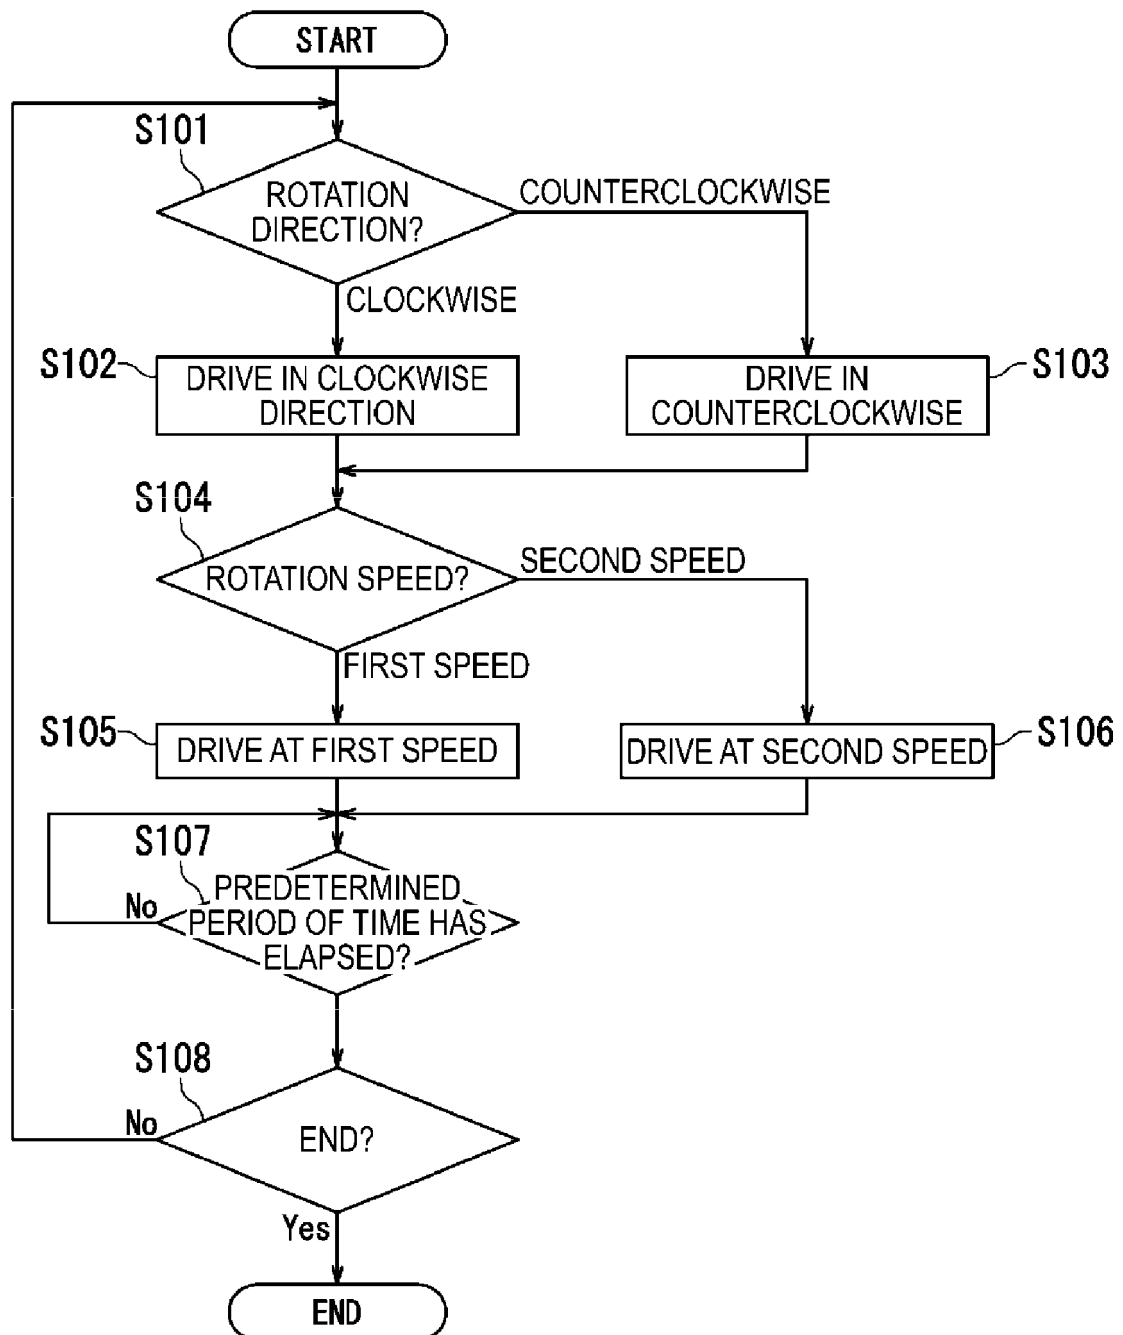 START
S101
ROTATION
DIRECTION?
COUNTERCLOCKWISE
CLOCKWISE
S102
DRIVE IN CLOCKWISE
DIRECTION
DRIVE IN
COUNTERCLOCKWISE
S103
S104
ROTATION SPEED?
SECOND SPEED
FIRST SPEED
S105
DRIVE AT FIRST SPEED
DRIVE AT SECOND SPEED
S106
S107
PREDETERMINED
PERIOD OF TIME HAS
ELAPSED?
No
S108
No
END?
Yes
END